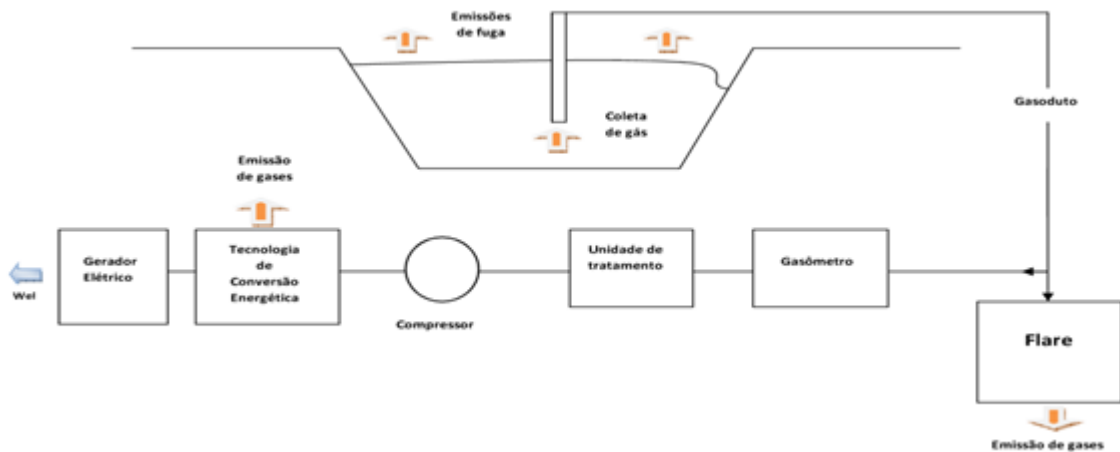 Emissões
de fuga
Gasoduto
Coleta
de gás
Emissão
de gases
Gerador
Elétrico
Tecnologia
de
Conversão
Energética
Unidade de
tratamento
Gasômetro
Wel
Compressor
Flare
Emissão de gases